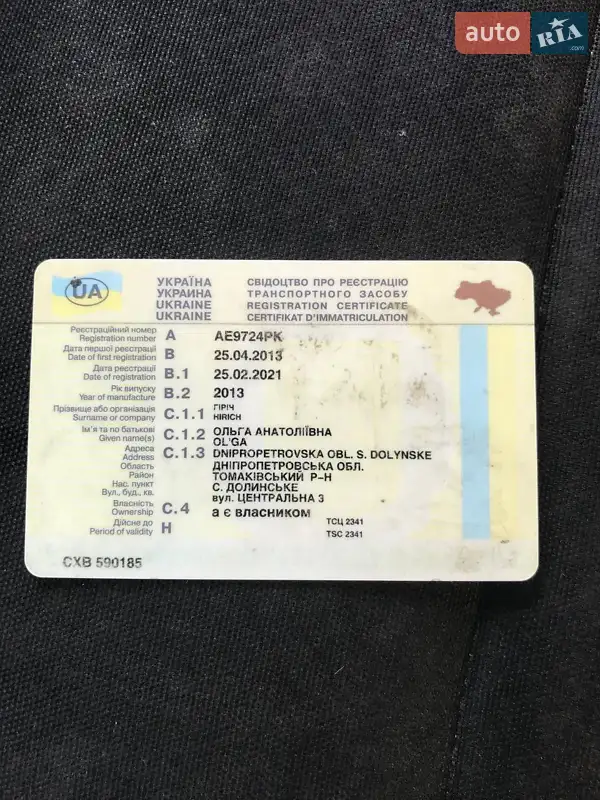 auto RIA .com
UA
УКРАЇНА
УКРАИНА
UKRAINE
UKRAINE
СВІДОЦТВО ПРО РЕЄСТРАЦІЮ
ТРАНСПОРТНОГО ЗАСОБУ
REGISTRATION CERTIFICATE
CERTIFIKAT D'IMMATRICULATION
Реєстраційний номер
Registration number A AE9724PK
Дата першої реєстрації
Date of first registration B 25.04.2013
Дата реєстрації
Date of registration B.1 25.02.2021
Рік випуску
Year of manufacture B.2 2013
Прізвище або організація
Surname or company C.1.1 ГІРІЧ
HIRICH
Ім'я та по батькові
Given name(s) C.1.2 ОЛЬГА АНАТОЛІЇВНА
OL'GA
Адреса
Address C.1.3 DNIPROPETROVSKA OBL. S. DOLYNSKE
Область ДНІПРОПЕТРОВСЬКА ОБЛ.
Район ТОМАКІВСЬКИЙ Р-Н
Нас. пункт С. ДОЛИНСЬКЕ
Вул., буд., кв. вул. ЦЕНТРАЛЬНА 3
Власність
Ownership C.4 а є власником
Дійсне до
Period of validity H
ТСЦ 2341
TSC 2341
СХВ 590185